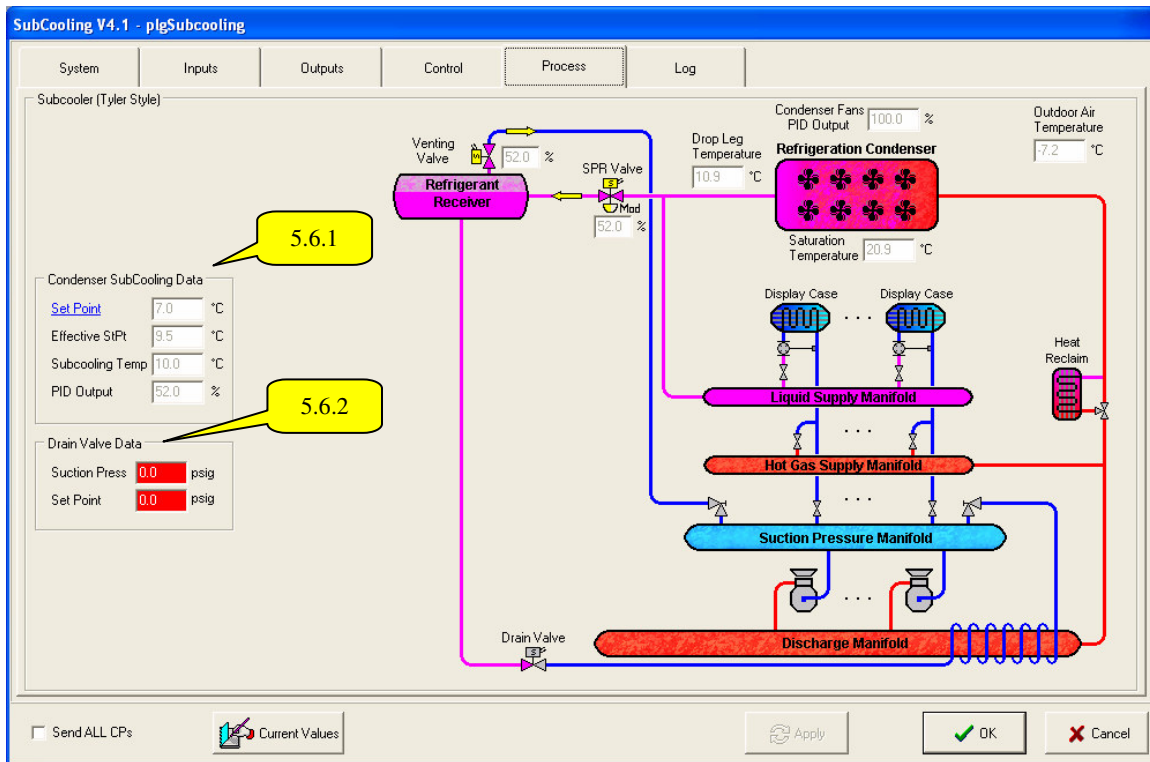 SubCooling V4.1 - plgSubcooling
System Inputs Outputs Control Process Log
Subcooler (Tyler Style)
Condenser Fans
PID Output 100.0 %
Outdoor Air
Temperature
-7.2 °C
Venting
Valve
52.0 %
Drop Leg
Temperature
10.9 °C
Refrigeration Condenser
SPR Valve
Mod
52.0 %
Refrigerant
Receiver
Saturation
Temperature 20.9 °C
5.6.1
Condenser SubCooling Data
Set Point 7.0 °C
Effective StPt 9.5 °C
Subcooling Temp 10.0 °C
PID Output 52.0 %
5.6.2
Drain Valve Data
Suction Press 0.0 psig
Set Point 0.0 psig
Display Case Display Case
. . .
Heat
Reclaim
Liquid Supply Manifold
. . .
Hot Gas Supply Manifold
. . .
Suction Pressure Manifold
. . .
Drain Valve
S
Discharge Manifold
Send ALL CPs Current Values Apply OK Cancel